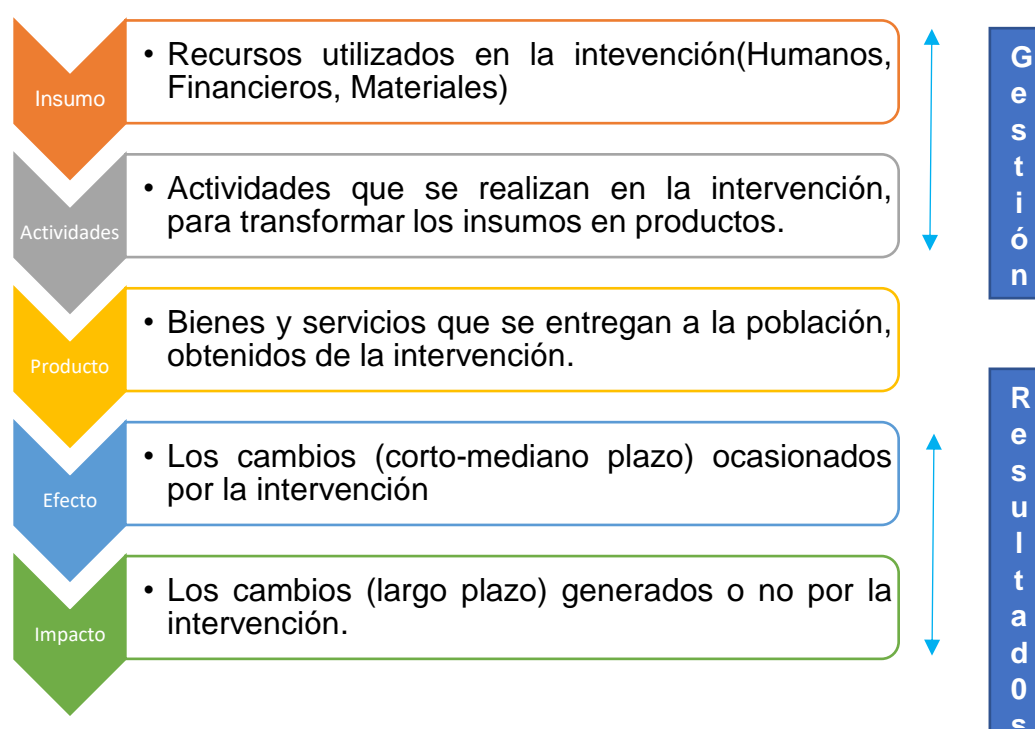 Insumo
• Recursos utilizados en la intevención(Humanos,
Financieros, Materiales)
Actividades
• Actividades que se realizan en la intervención,
para transformar los insumos en productos.
Producto
• Bienes y servicios que se entregan a la población,
obtenidos de la intervención.
Efecto
• Los cambios (corto-mediano plazo) ocasionados
por la intervención
Impacto
• Los cambios (largo plazo) generados o no por la
intervención.
G
e
s
t
i
ó
n
R
e
s
u
l
t
a
d
0
s